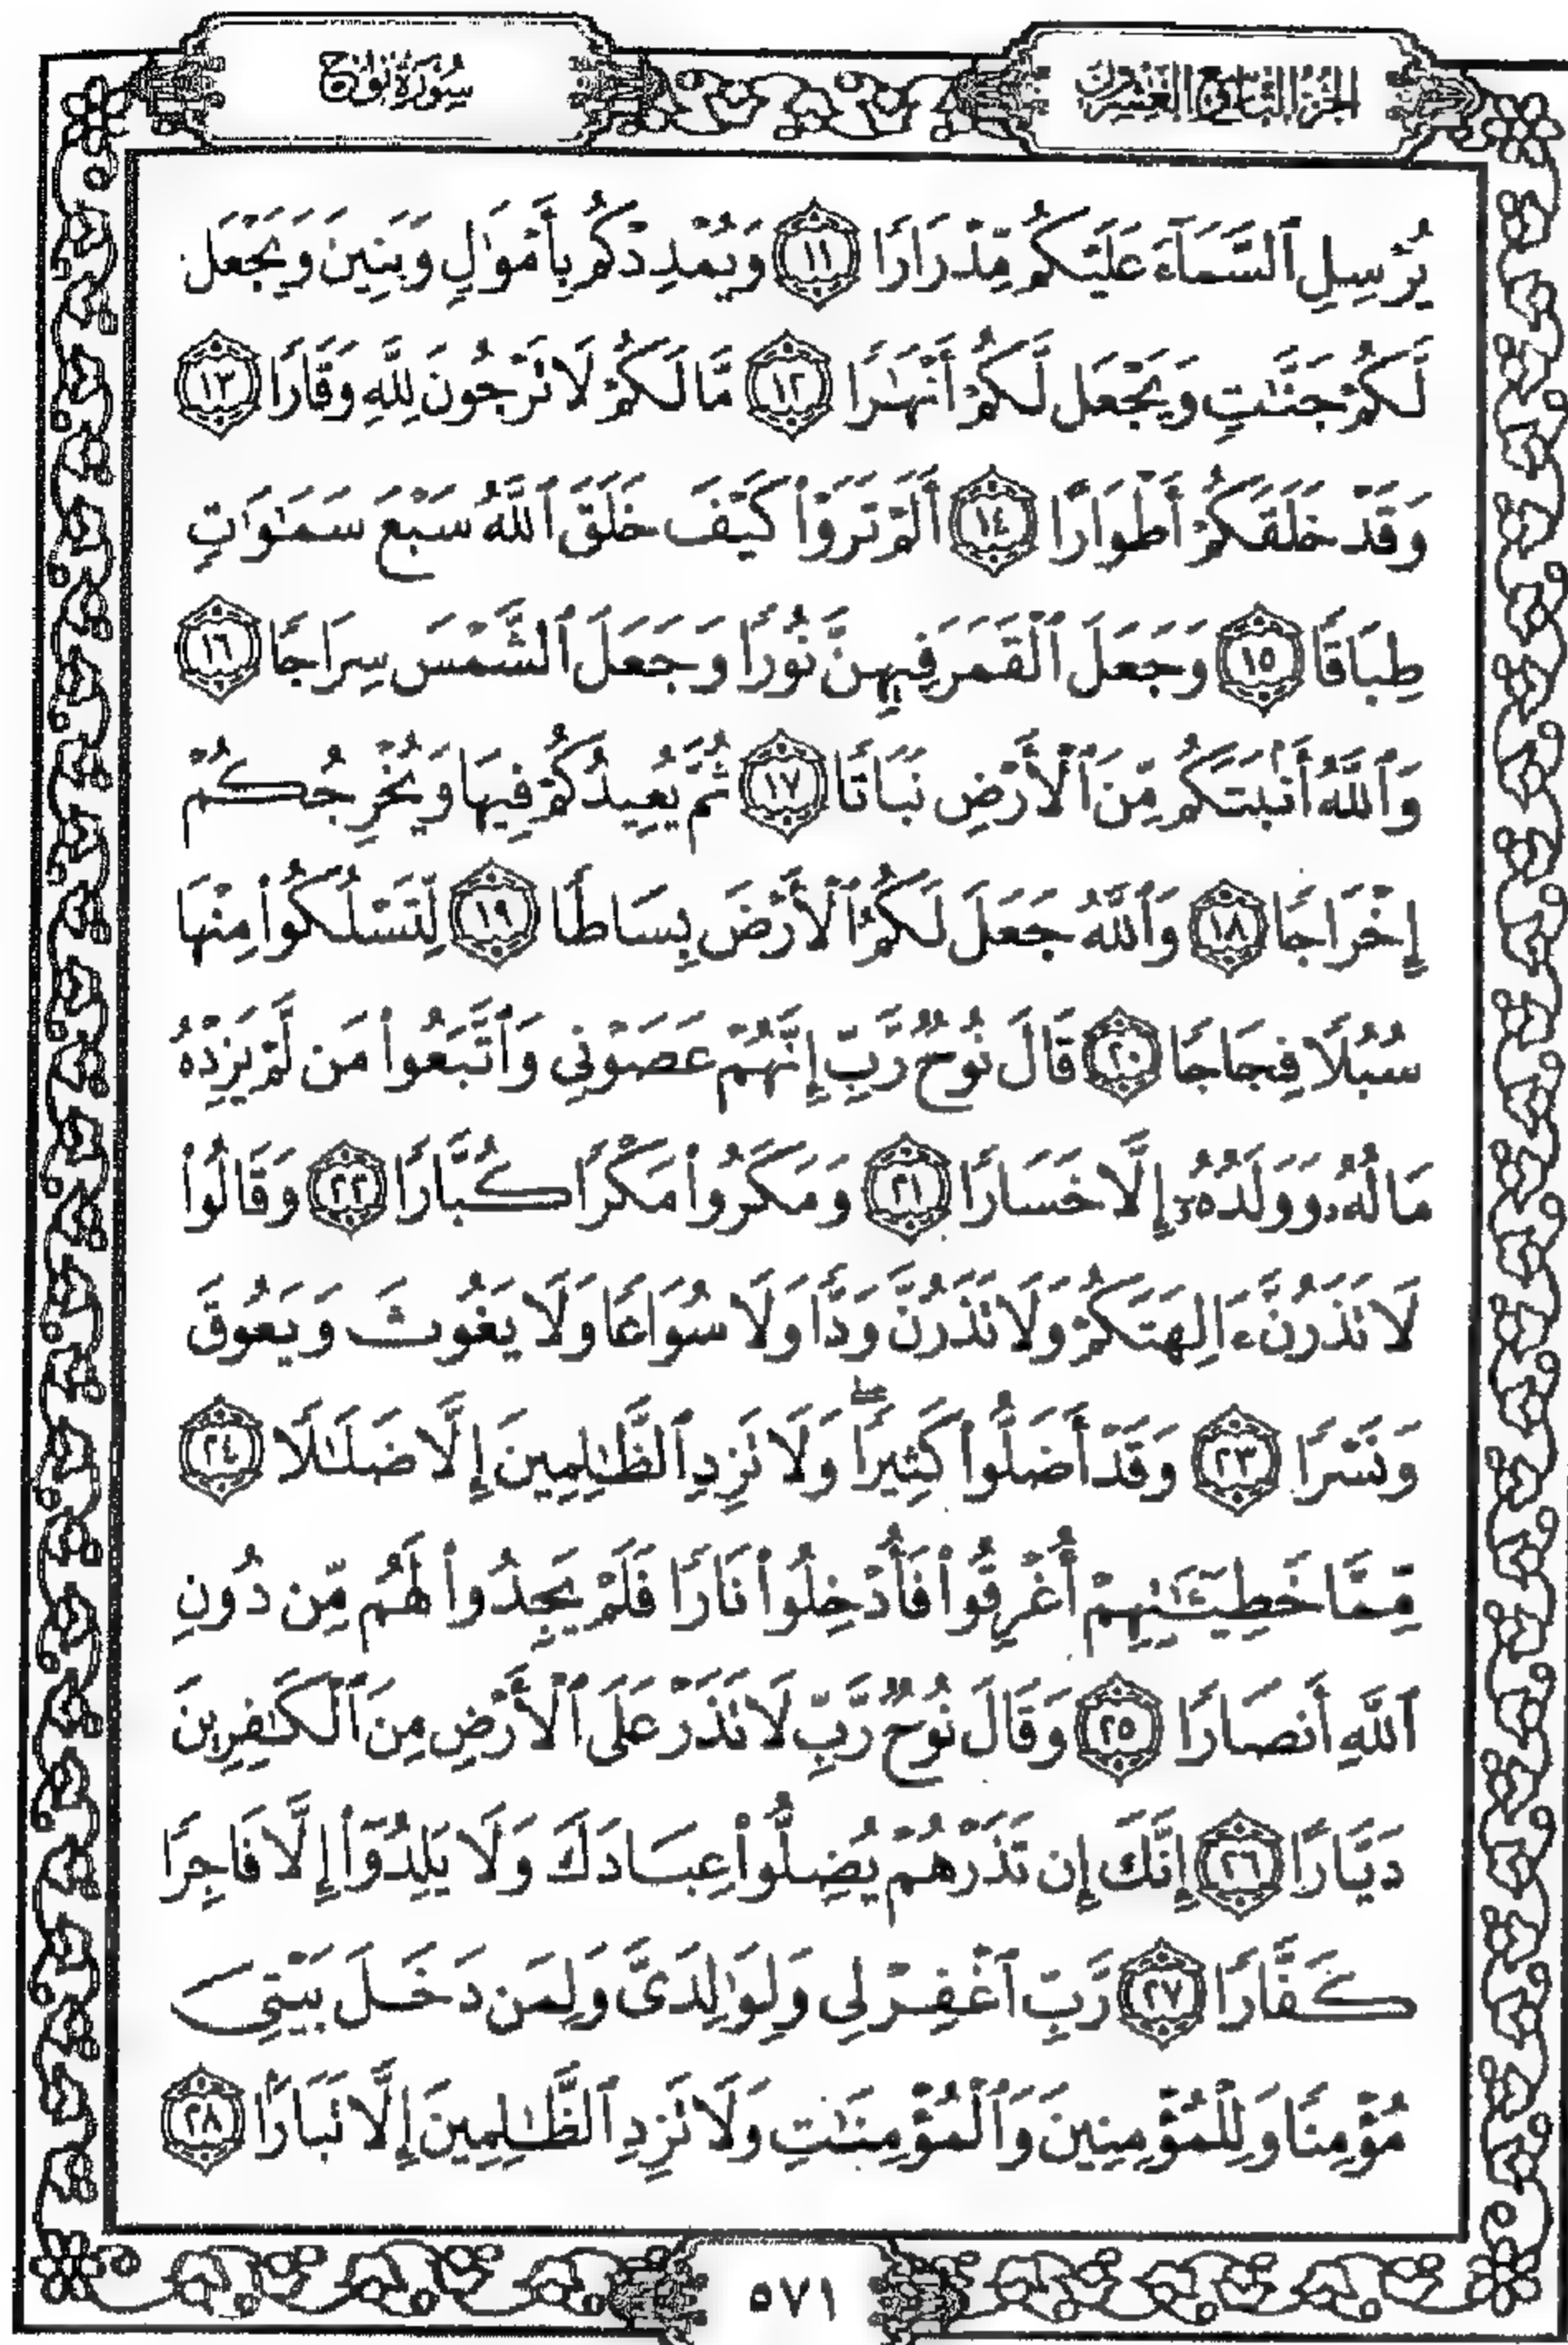 الجزء التاسع والعشرون
سورة نوح
يُرْسِلِ ٱلسَّمَآءَ عَلَيْكُم مِّدْرَارًا ١١ وَيُمْدِدْكُم بِأَمْوَٰلٍ وَبَنِينَ وَيَجْعَل
لَّكُمْ جَنَّٰتٍ وَيَجْعَل لَّكُمْ أَنْهَٰرًا ١٢ مَّا لَكُمْ لَا تَرْجُونَ لِلَّهِ وَقَارًا ١٣
وَقَدْ خَلَقَكُمْ أَطْوَارًا ١٤ أَلَمْ تَرَوْا۟ كَيْفَ خَلَقَ ٱللَّهُ سَبْعَ سَمَٰوَٰتٍ
طِبَاقًا ١٥ وَجَعَلَ ٱلْقَمَرَ فِيهِنَّ نُورًا وَجَعَلَ ٱلشَّمْسَ سِرَاجًا ١٦
وَٱللَّهُ أَنۢبَتَكُم مِّنَ ٱلْأَرْضِ نَبَاتًا ١٧ ثُمَّ يُعِيدُكُمْ فِيهَا وَيُخْرِجُكُمْ
إِخْرَاجًا ١٨ وَٱللَّهُ جَعَلَ لَكُمُ ٱلْأَرْضَ بِسَاطًا ١٩ لِّتَسْلُكُوا۟ مِنْهَا
سُبُلًا فِجَاجًا ٢٠ قَالَ نُوحٌ رَّبِّ إِنَّهُمْ عَصَوْنِى وَٱتَّبَعُوا۟ مَن لَّمْ يَزِدْهُ
مَالُهُۥ وَوَلَدُهُۥٓ إِلَّا خَسَارًا ٢١ وَمَكَرُوا۟ مَكْرًا كُبَّارًا ٢٢ وَقَالُوا۟
لَا تَذَرُنَّ ءَالِهَتَكُمْ وَلَا تَذَرُنَّ وَدًّا وَلَا سُوَاعًا وَلَا يَغُوثَ وَيَعُوقَ
وَنَسْرًا ٢٣ وَقَدْ أَضَلُّوا۟ كَثِيرًا ۖ وَلَا تَزِدِ ٱلظَّٰلِمِينَ إِلَّا ضَلَٰلًا ٢٤
مِّمَّا خَطِيٓـَٰٔتِهِمْ أُغْرِقُوا۟ فَأُدْخِلُوا۟ نَارًا فَلَمْ يَجِدُوا۟ لَهُم مِّن دُونِ
ٱللَّهِ أَنصَارًا ٢٥ وَقَالَ نُوحٌ رَّبِّ لَا تَذَرْ عَلَى ٱلْأَرْضِ مِنَ ٱلْكَٰفِرِينَ
دَيَّارًا ٢٦ إِنَّكَ إِن تَذَرْهُمْ يُضِلُّوا۟ عِبَادَكَ وَلَا يَلِدُوٓا۟ إِلَّا فَاجِرًا
كَفَّارًا ٢٧ رَّبِّ ٱغْفِرْ لِى وَلِوَٰلِدَىَّ وَلِمَن دَخَلَ بَيْتِىَ
مُؤْمِنًا وَلِلْمُؤْمِنِينَ وَٱلْمُؤْمِنَٰتِ وَلَا تَزِدِ ٱلظَّٰلِمِينَ إِلَّا تَبَارًۢا ٢٨
٥٧١